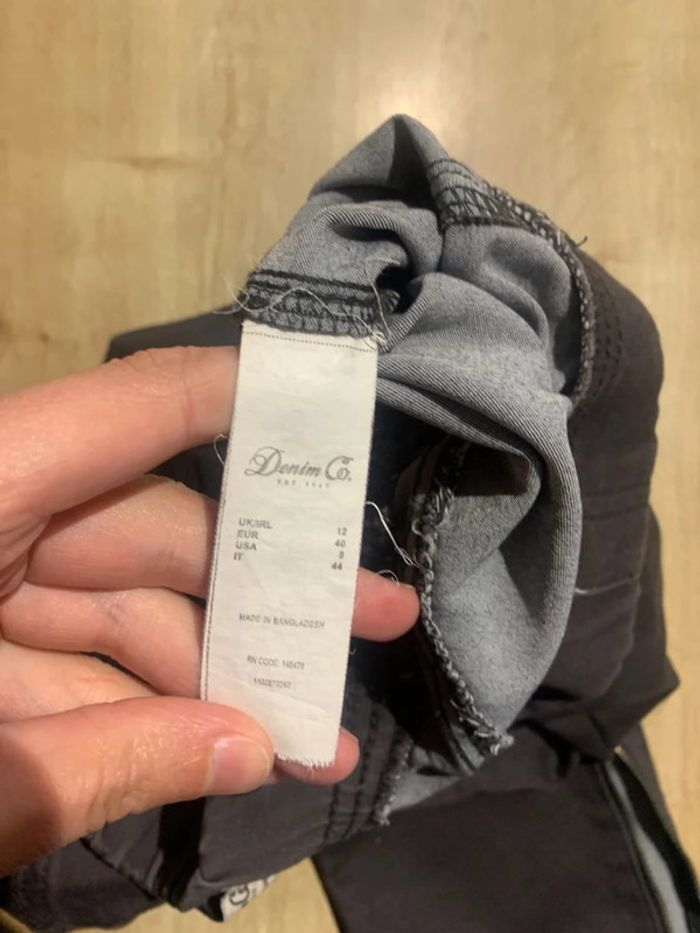 Denim Co.
UK/IRL 12
EUR 40
USA 8
IT 44
MADE IN BANGLADESH
RN CODE: